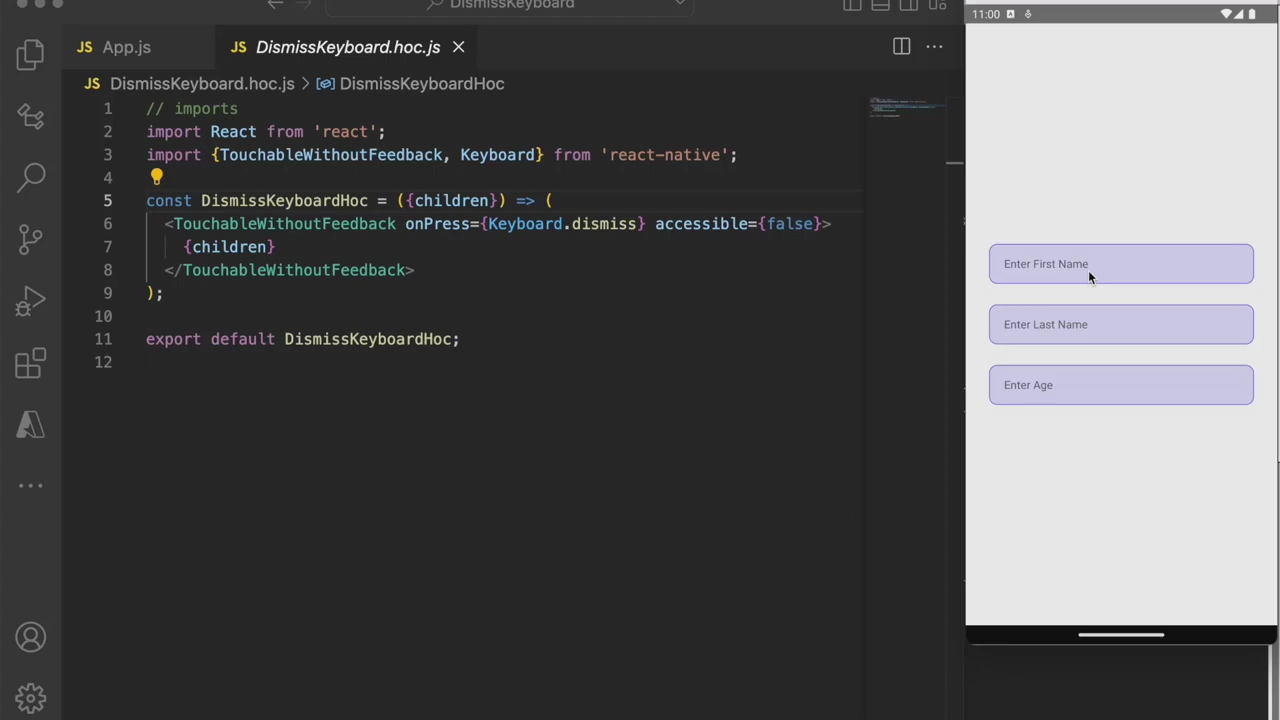 DismissKeyboard
JS App.js
JS DismissKeyboard.hoc.js
JS DismissKeyboard.hoc.js > DismissKeyboardHoc
1 // imports
2 import React from 'react';
3 import {TouchableWithoutFeedback, Keyboard} from 'react-native';
4
5 const DismissKeyboardHoc = ({children}) => (
6 <TouchableWithoutFeedback onPress={Keyboard.dismiss} accessible={false}>
7 {children}
8 </TouchableWithoutFeedback>
9 );
10
11 export default DismissKeyboardHoc;
12
11:00
Enter First Name
Enter Last Name
Enter Age